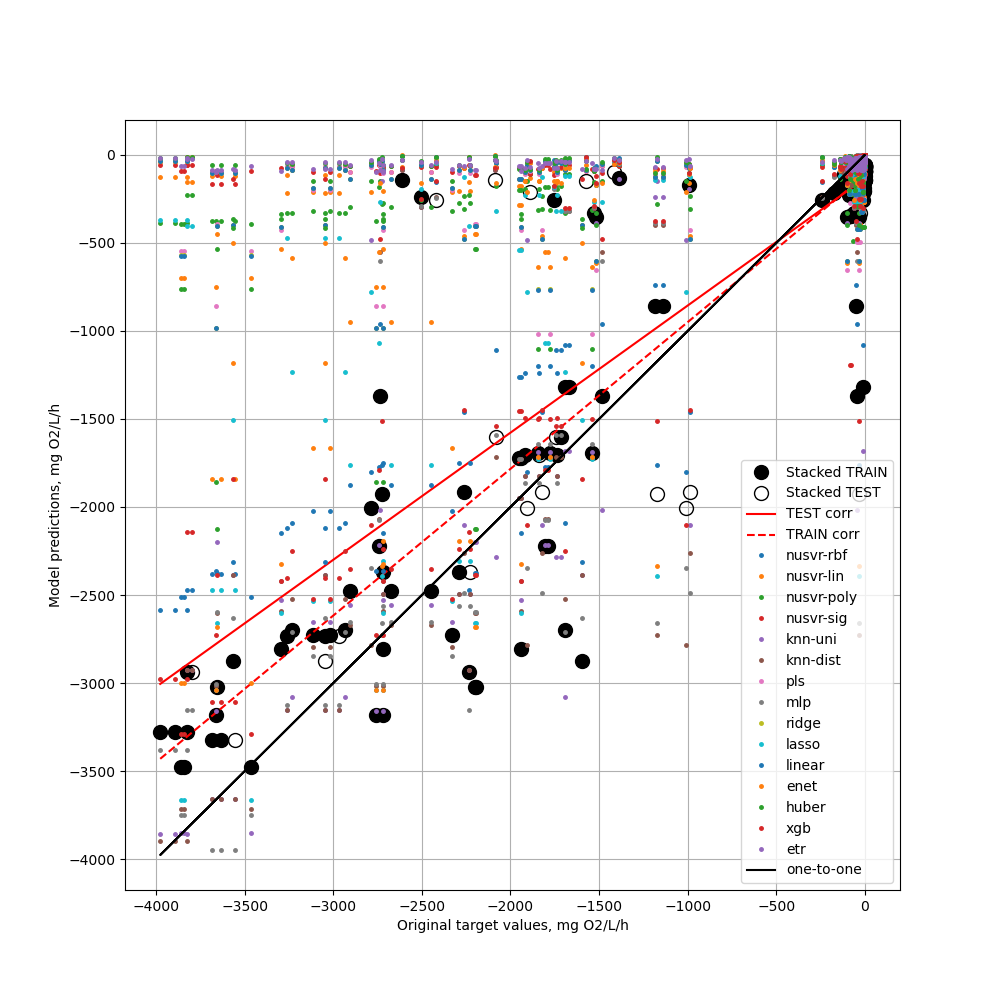 0
−500
−1000
−1500
−2000
−2500
−3000
−3500
−4000
Model predictions, mg O2/L/h
−4000
−3500
−3000
−2500
−2000
−1500
−1000
−500
0
Original target values, mg O2/L/h
Stacked TRAIN
Stacked TEST
TEST corr
TRAIN corr
nusvr-rbf
nusvr-lin
nusvr-poly
nusvr-sig
knn-uni
knn-dist
pls
mlp
ridge
lasso
linear
enet
huber
xgb
etr
one-to-one